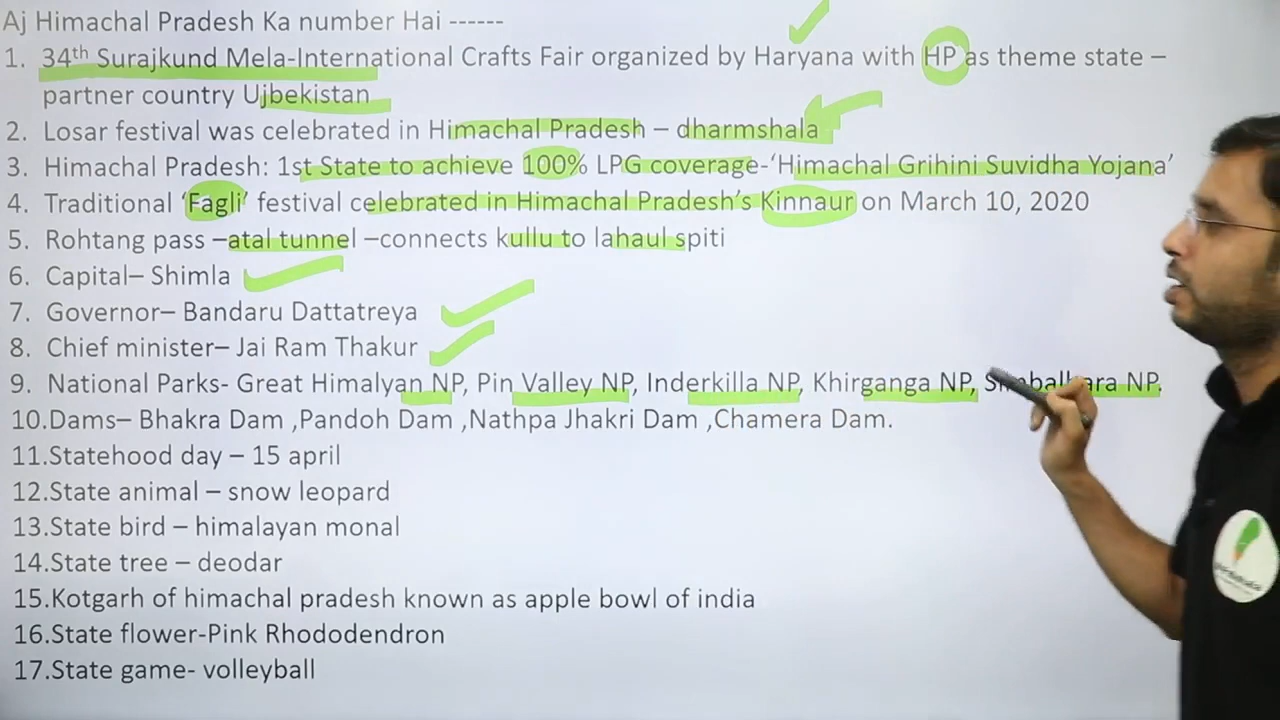 Aj Himachal Pradesh Ka number Hai ------
1. 34th Surajkund Mela-International Crafts Fair organized by Haryana with HP as theme state –
partner country Ujbekistan
2. Losar festival was celebrated in Himachal Pradesh – dharmshala
3. Himachal Pradesh: 1st State to achieve 100% LPG coverage-‘Himachal Grihini Suvidha Yojana’
4. Traditional ‘Fagli’ festival celebrated in Himachal Pradesh’s Kinnaur on March 10, 2020
5. Rohtang pass –atal tunnel –connects kullu to lahaul spiti
6. Capital– Shimla
7. Governor– Bandaru Dattatreya
8. Chief minister– Jai Ram Thakur
9. National Parks- Great Himalyan NP, Pin Valley NP, Inderkilla NP, Khirganga NP, NP.
10.Dams– Bhakra Dam ,Pandoh Dam ,Nathpa Jhakri Dam ,Chamera Dam.
11.Statehood day – 15 april
12.State animal – snow leopard
13.State bird – himalayan monal
14.State tree – deodar
15.Kotgarh of himachal pradesh known as apple bowl of india
16.State flower-Pink Rhododendron
17.State game- volleyball